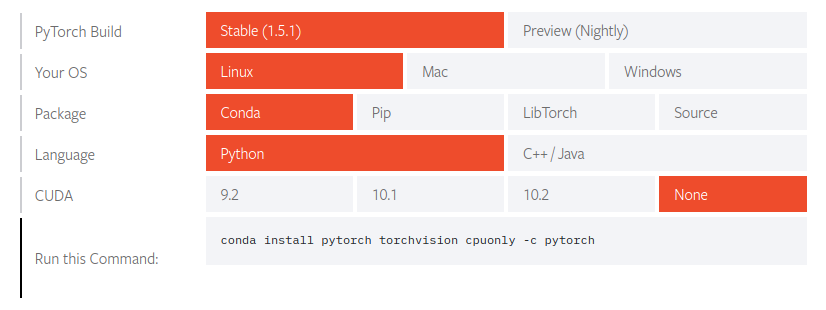 PyTorch Build Stable (1.5.1) Preview (Nightly)
Your OS Linux Mac Windows
Package Conda Pip LibTorch Source
Language Python C++ / Java
CUDA 9.2 10.1 10.2 None
Run this Command: conda install pytorch torchvision cpuonly -c pytorch